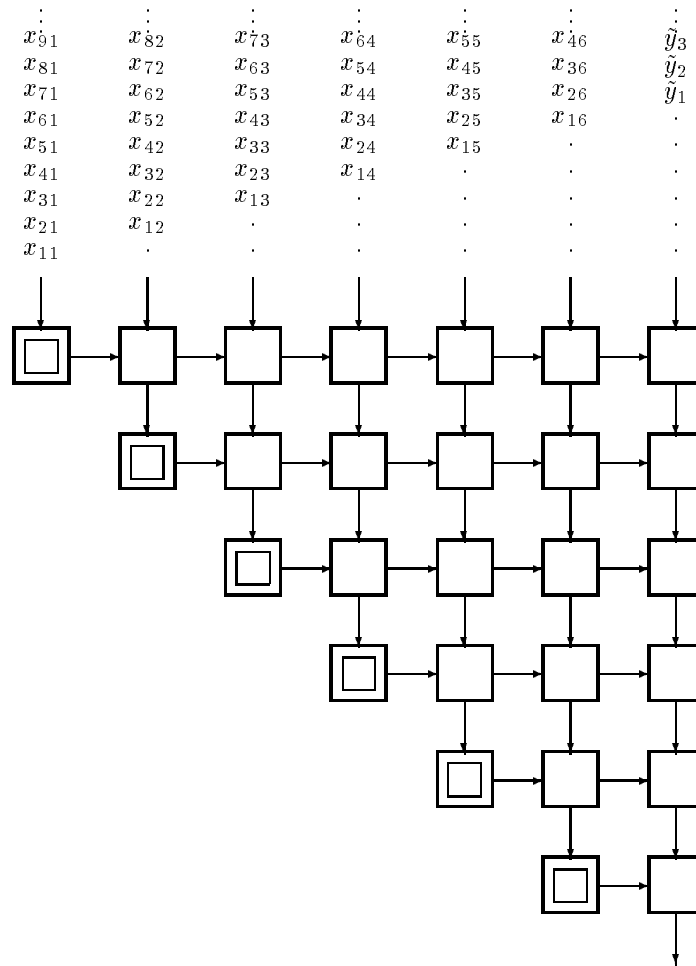 x₉₁ x₈₂ x₇₃ x₆₄ x₅₅ x₄₆ ỹ₃
x₈₁ x₇₂ x₆₃ x₅₄ x₄₅ x₃₆ ỹ₂
x₇₁ x₆₂ x₅₃ x₄₄ x₃₅ x₂₆ ỹ₁
x₆₁ x₅₂ x₄₃ x₃₄ x₂₅ x₁₆ ·
x₅₁ x₄₂ x₃₃ x₂₄ x₁₅ · ·
x₄₁ x₃₂ x₂₃ x₁₄ · · ·
x₃₁ x₂₂ x₁₃ · · · ·
x₂₁ x₁₂ · · · · ·
x₁₁ · · · · · ·